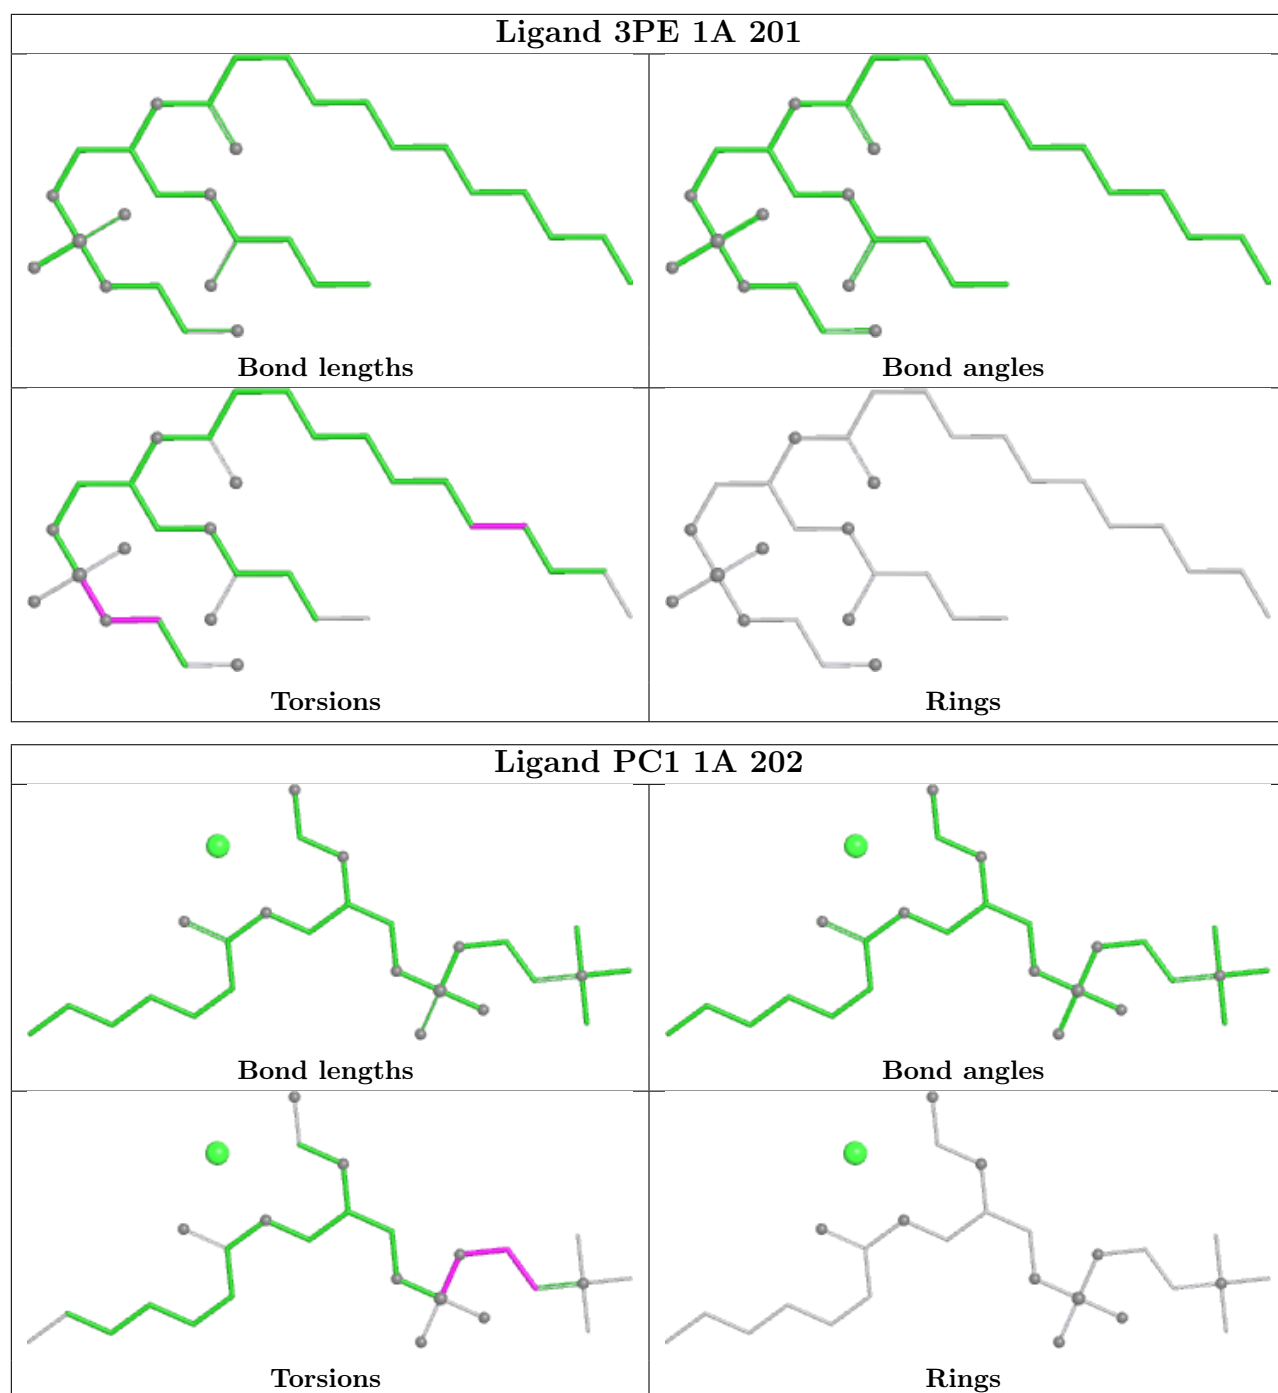 Ligand 3PE 1A 201
Bond lengths
Bond angles
Torsions
Rings
Ligand PC1 1A 202
Bond lengths
Bond angles
Torsions
Rings